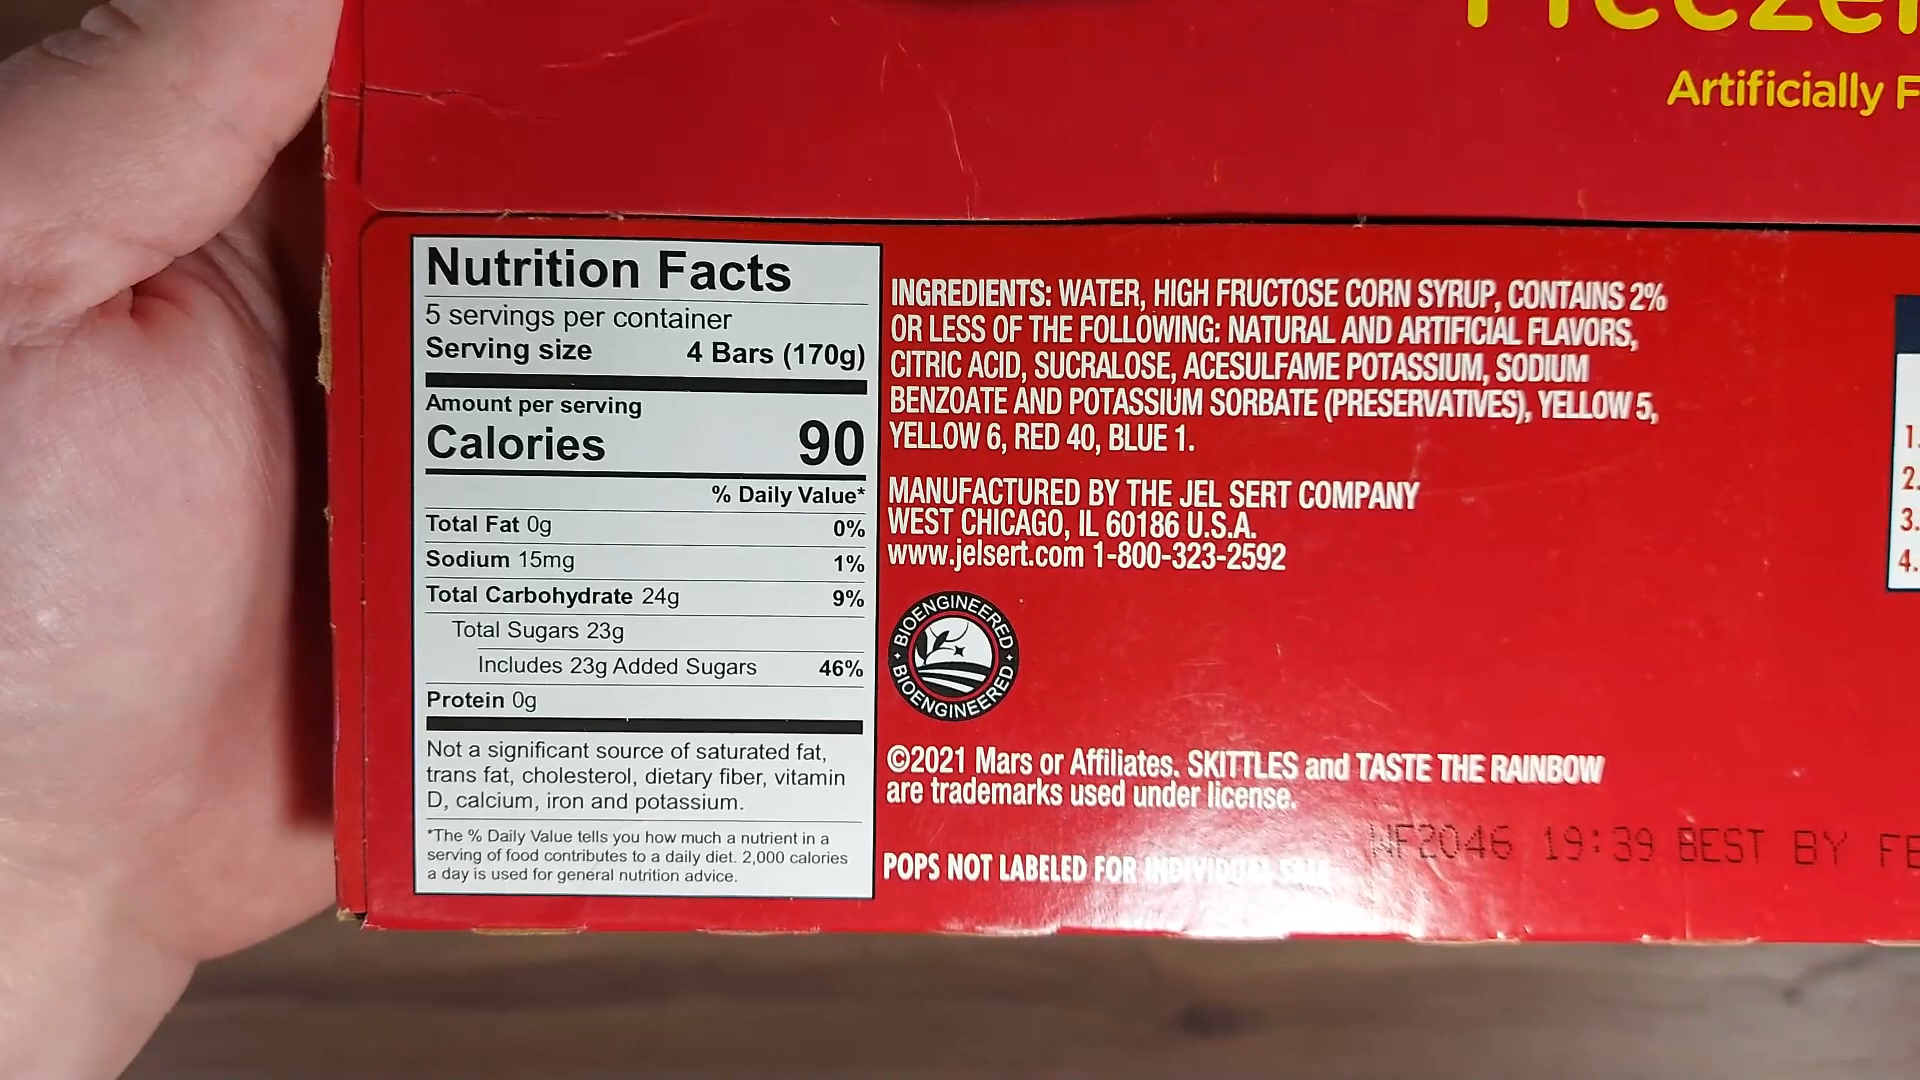 Freezer
Artificially F
Nutrition Facts
5 servings per container
Serving size 4 Bars (170g)
Amount per serving
Calories 90
% Daily Value*
Total Fat 0g 0%
Sodium 15mg 1%
Total Carbohydrate 24g 9%
Total Sugars 23g
Includes 23g Added Sugars 46%
Protein 0g
Not a significant source of saturated fat,
trans fat, cholesterol, dietary fiber, vitamin
D, calcium, iron and potassium.
*The % Daily Value tells you how much a nutrient in a
serving of food contributes to a daily diet. 2,000 calories
a day is used for general nutrition advice.
INGREDIENTS: WATER, HIGH FRUCTOSE CORN SYRUP, CONTAINS 2%
OR LESS OF THE FOLLOWING: NATURAL AND ARTIFICIAL FLAVORS,
CITRIC ACID, SUCRALOSE, ACESULFAME POTASSIUM, SODIUM
BENZOATE AND POTASSIUM SORBATE (PRESERVATIVES), YELLOW 5,
YELLOW 6, RED 40, BLUE 1.
MANUFACTURED BY THE JEL SERT COMPANY
WEST CHICAGO, IL 60186 U.S.A.
www.jelsert.com 1-800-323-2592
BIOENGINEERED
BIOENGINEERED
©2021 Mars or Affiliates. SKITTLES and TASTE THE RAINBOW
are trademarks used under license.
POPS NOT LABELED FOR INDIVIDUAL SALE
WF2046 19:39 BEST BY FE
1.
2.
3.
4.